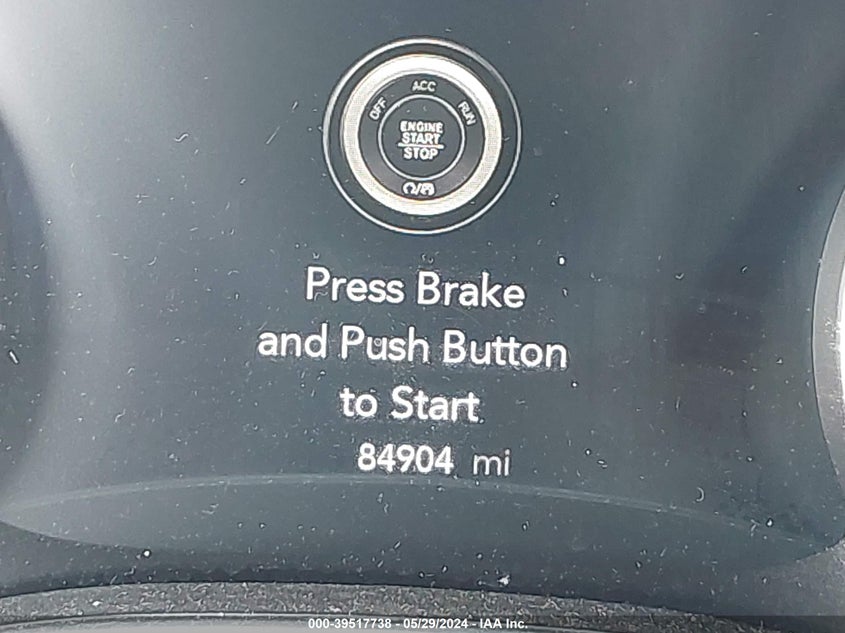 ACC
OFF
RUN
ENGINE
START
STOP
Press Brake
and Push Button
to Start
84904 mi
000-39517738 - 05/29/2024 - IAA Inc.